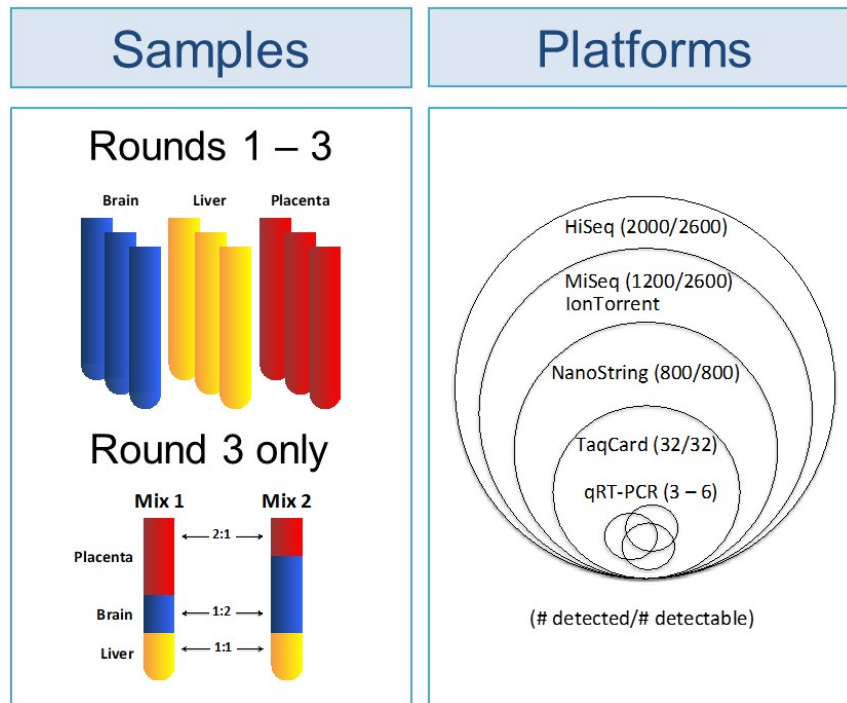 Samples
Platforms
Rounds 1 – 3
Brain Liver Placenta
Round 3 only
Mix 1 Mix 2
Placenta 2:1
Brain 1:2
Liver 1:1
HiSeq (2000/2600)
MiSeq (1200/2600)
IonTorrent
NanoString (800/800)
TaqCard (32/32)
qRT-PCR (3 – 6)
(# detected/# detectable)